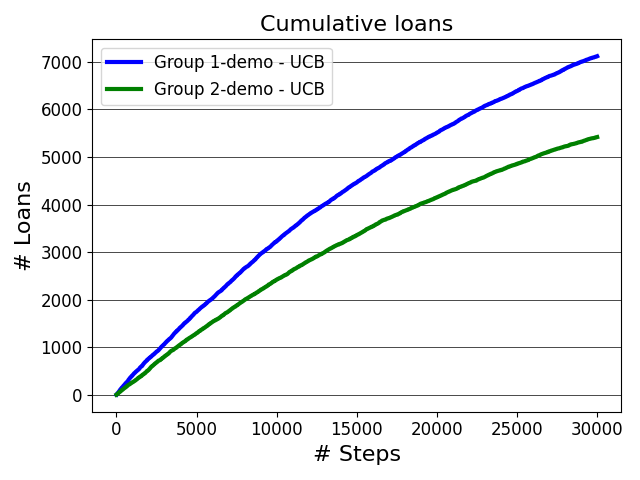 Cumulative loans
Group 1-demo - UCB
Group 2-demo - UCB
# Loans
7000
6000
5000
4000
3000
2000
1000
0
0 5000 10000 15000 20000 25000 30000
# Steps